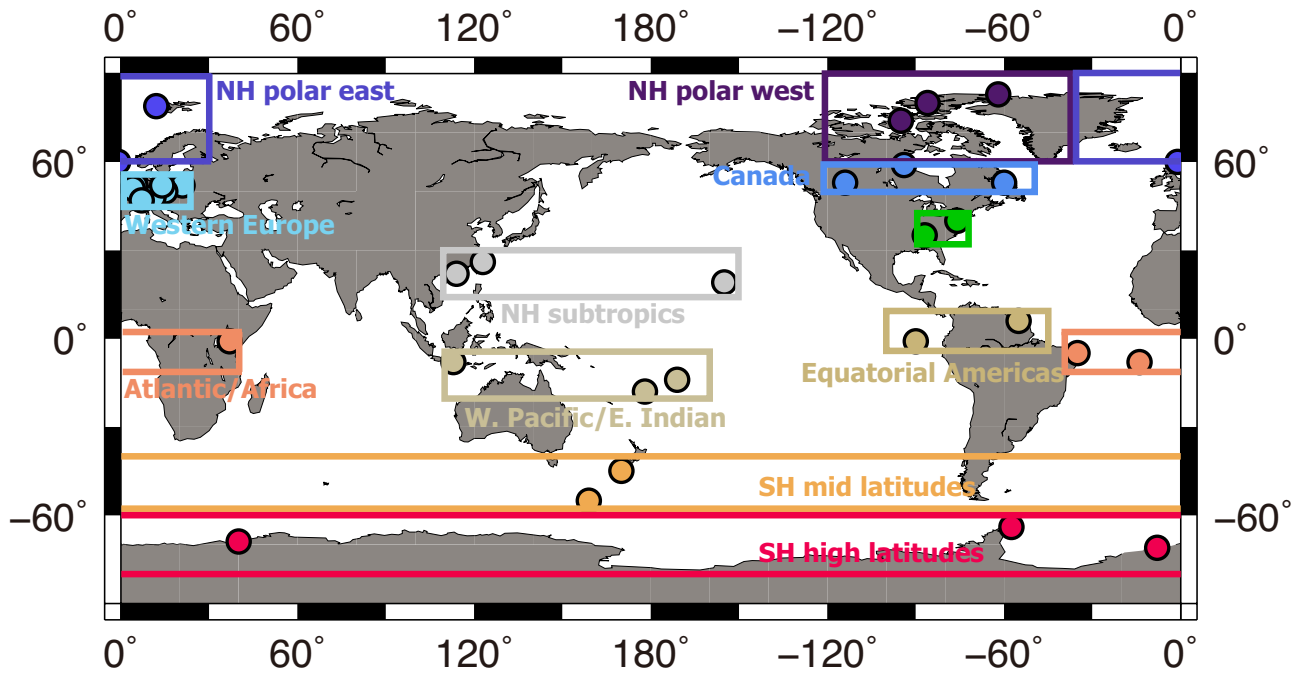 0° 60° 120° 180° −120° −60° 0°
NH polar east NH polar west
60° 60°
Canada
Western Europe
NH subtropics
0° 0°
Equatorial Americas
Atlantic/Africa
W. Pacific/E. Indian
SH mid latitudes
−60° −60°
SH high latitudes
0° 60° 120° 180° −120° −60° 0°